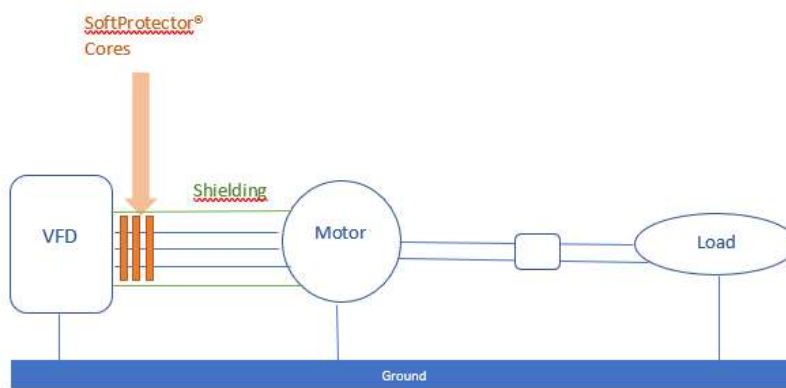 SoftProtector®
Cores
Shielding
VFD
Motor
Load
Ground